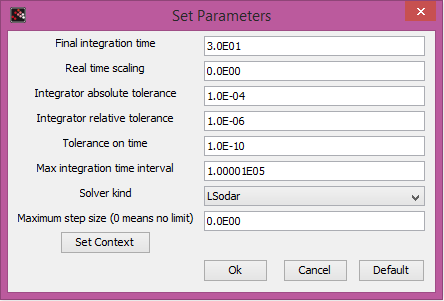 Set Parameters
Final integration time 3.0E01
Real time scaling 0.0E00
Integrator absolute tolerance 1.0E-04
Integrator relative tolerance 1.0E-06
Tolerance on time 1.0E-10
Max integration time interval 1.00001E05
Solver kind LSodar
Maximum step size (0 means no limit) 0.0E00
Set Context
Ok Cancel Default